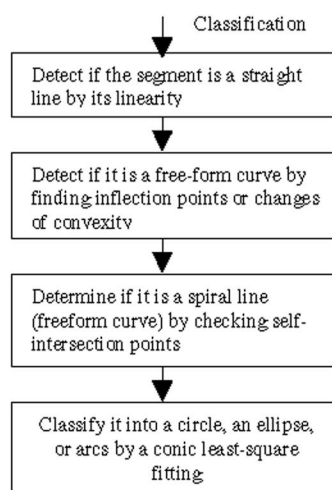 Classification
Detect if the segment is a straight
line by its linearity
Detect if it is a free-form curve by
finding inflection points or changes
of convexity
Determine if it is a spiral line
(freeform curve) by checking self-
intersection points
Classify it into a circle, an ellipse,
or arcs by a conic least-square
fitting